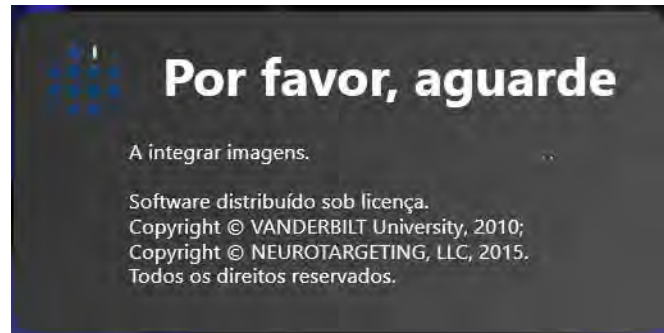 Por favor, aguarde
A integrar imagens.
Software distribuído sob licença.
Copyright © VANDERBILT University, 2010;
Copyright © NEUROTARGETING, LLC, 2015.
Todos os direitos reservados.